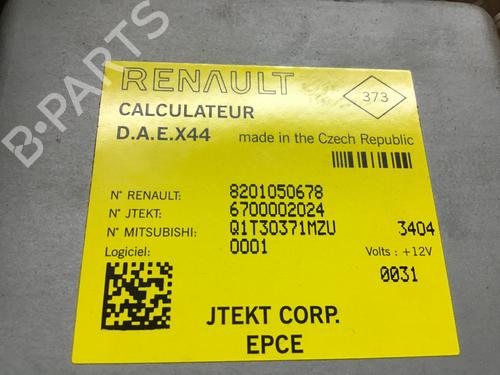 RENAULT
373
CALCULATEUR
D.A.E.X44 made in the Czech Republic
N° RENAULT: 8201050678
N° JTEKT: 6700002024
N° MITSUBISHI: Q1T30371MZU 3404
Logiciel: 0001 Volts : +12V
0031
JTEKT CORP.
EPCE
B-PARTS